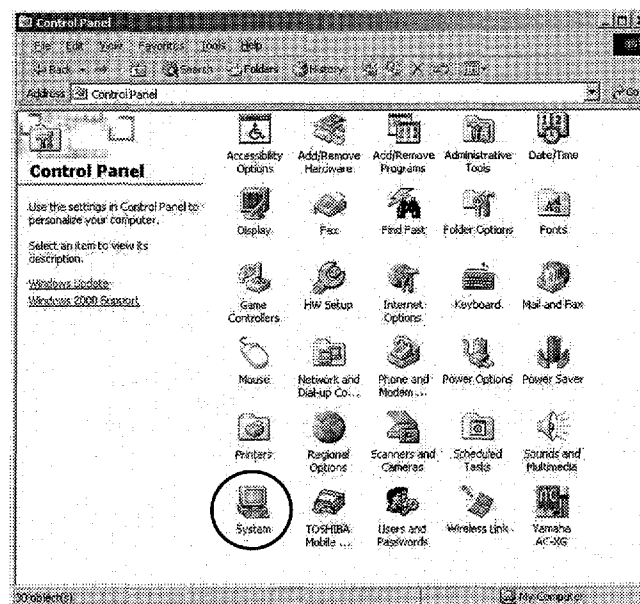 Control Panel
File Edit View Favorites Tools Help
Back Search Folders History
Address Control Panel Go
Control Panel
Use the settings in Control Panel to
personalize your computer.
Select an item to view its
description.
Windows Update
Windows 2000 Support
Accessibility
Options
Add/Remove
Hardware
Add/Remove
Programs
Administrative
Tools
Date/Time
Display
Fax
Find Fast
Folder Options
Fonts
Game
Controllers
HW Setup
Internet
Options
Keyboard
Mail and Fax
Mouse
Network and
Dial-up Co...
Phone and
Modem ...
Power Options
Power Saver
Printers
Regional
Options
Scanners and
Cameras
Scheduled
Tasks
Sounds and
Multimedia
System
TOSHIBA
Mobile ...
Users and
Passwords
Wireless Link
Yamaha
AC-XG
30 object(s)
My Computer